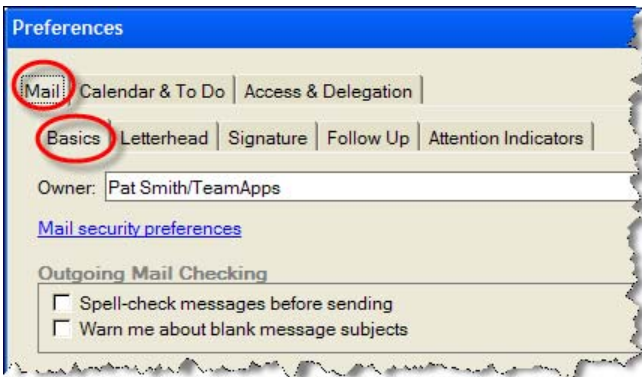 Preferences
Mail Calendar & To Do Access & Delegation
Basics Letterhead Signature Follow Up Attention Indicators
Owner: Pat Smith/TeamApps
Mail security preferences
Outgoing Mail Checking
Spell-check messages before sending
Warn me about blank message subjects